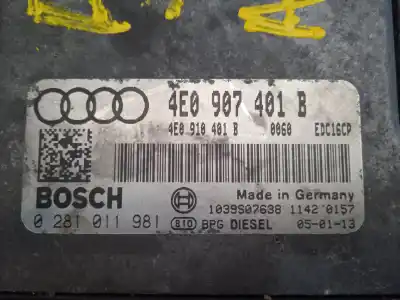 4E0 907 401 B
4E0 910 401 B 0060 EDC16CP
BOSCH
Made in Germany
1039S07638 1142 0157
0 281 011 981 BPG DIESEL 05-01-13